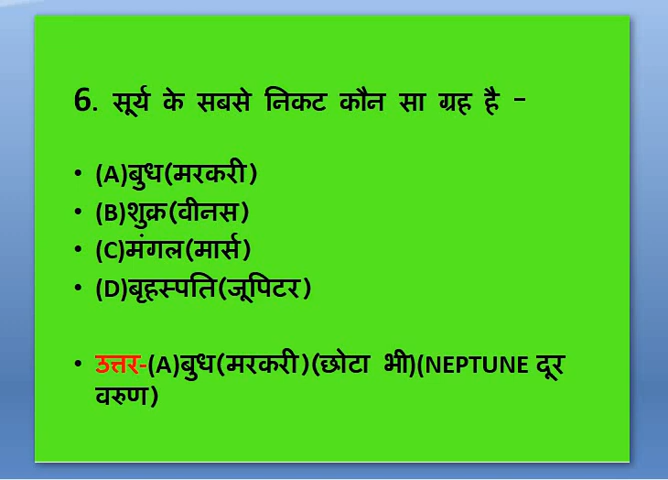 6. सूर्य के सबसे निकट कौन सा ग्रह है -
• (A)बुध(मरकरी)
• (B)शुक्र(वीनस)
• (C)मंगल(मार्स)
• (D)बृहस्पति(जूपिटर)
• उत्तर-(A)बुध(मरकरी)(छोटा भी)(NEPTUNE दूर
वरुण)